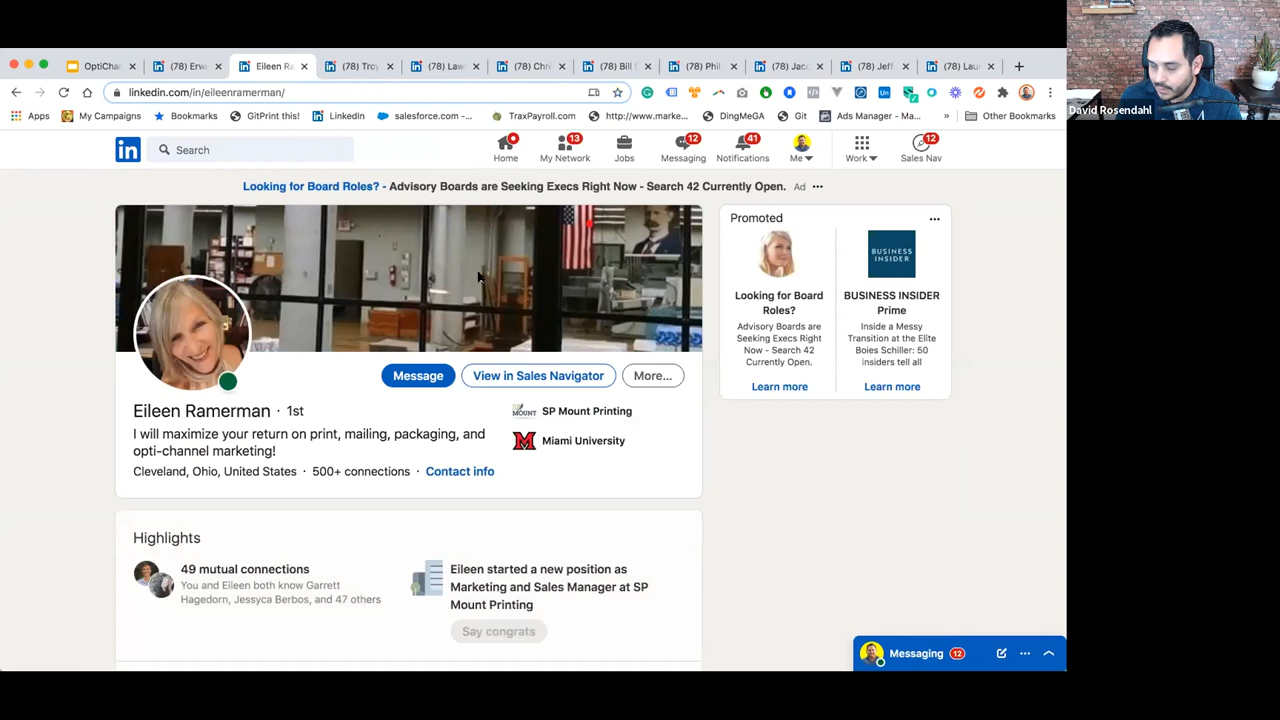 OptiChan
(78) Erwi
Eileen Ra
(78) Troy
(78) Law
(78) Chri
(78) Bill S
(78) Phil
(78) Jaca
(78) Jeff
(78) Laur
linkedin.com/in/eileenramerman/
David Rosendahl
Apps
My Campaigns
Bookmarks
GitPrint this!
LinkedIn
salesforce.com -...
TraxPayroll.com
http://www.marke...
DingMeGA
Git
Ads Manager - Ma...
»
Other Bookmarks
in
Search
Home
13
My Network
Jobs
12
Messaging
41
Notifications
Me
Work
12
Sales Nav
Looking for Board Roles? - Advisory Boards are Seeking Execs Right Now - Search 42 Currently Open. Ad
Promoted
BUSINESS
INSIDER
Looking for Board
Roles?
Advisory Boards are
Seeking Execs Right
Now - Search 42
Currently Open.
Learn more
BUSINESS INSIDER
Prime
Inside a Messy
Transition at the Elite
Boies Schiller: 50
insiders tell all
Learn more
Message
View in Sales Navigator
More...
Eileen Ramerman · 1st
I will maximize your return on print, mailing, packaging, and
opti-channel marketing!
Cleveland, Ohio, United States · 500+ connections · Contact info
SP Mount Printing
Miami University
Highlights
49 mutual connections
You and Eileen both know Garrett
Hagedorn, Jessyca Berbos, and 47 others
Eileen started a new position as
Marketing and Sales Manager at SP
Mount Printing
Say congrats
Messaging 12